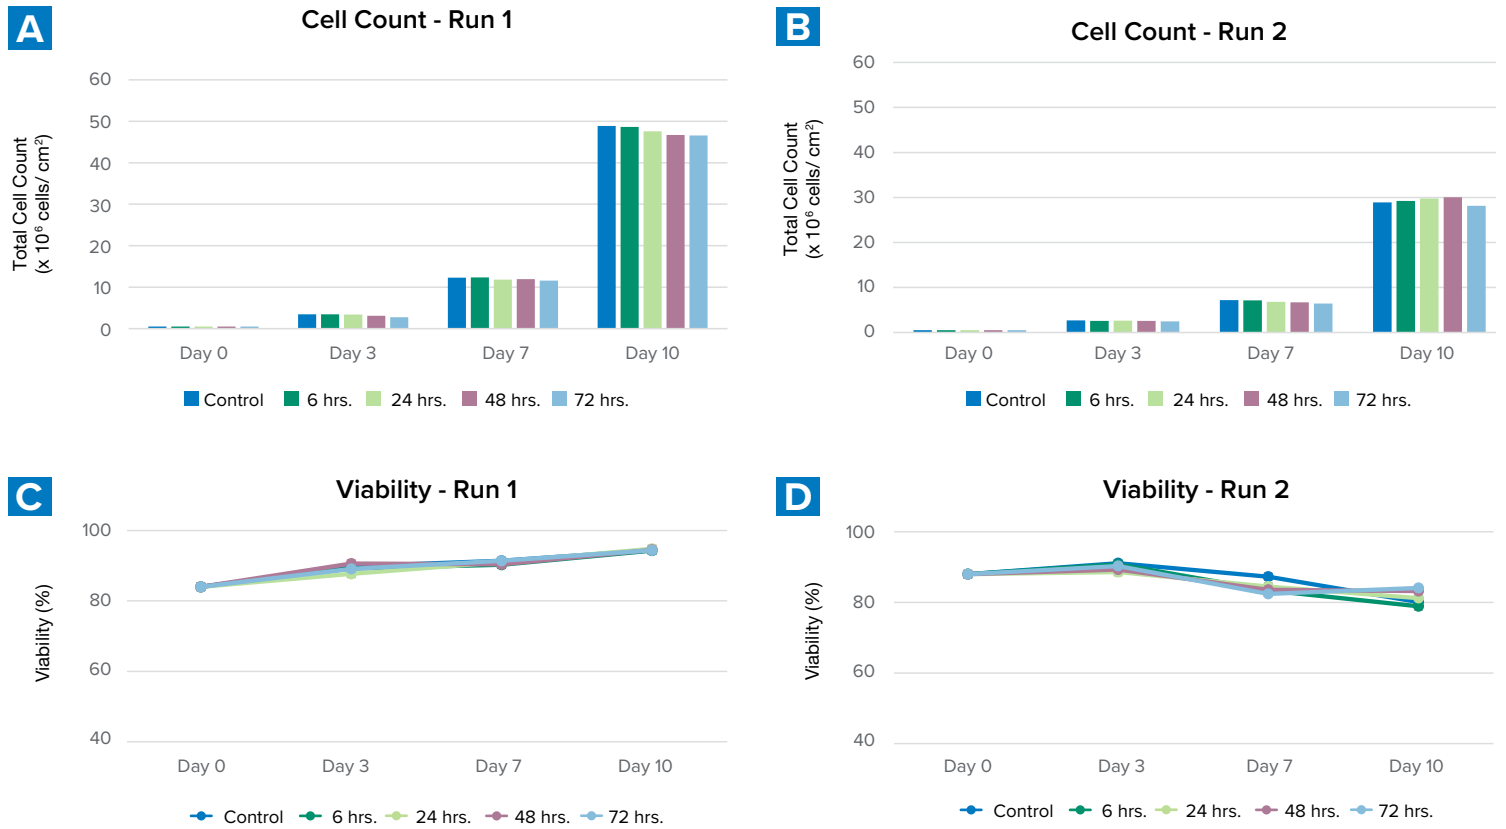 A
Cell Count - Run 1
Total Cell Count
(x 10⁶ cells/ cm²)
60
50
40
30
20
10
0
Day 0
Day 3
Day 7
Day 10
Control
6 hrs.
24 hrs.
48 hrs.
72 hrs.
B
Cell Count - Run 2
Total Cell Count
(x 10⁶ cells/ cm²)
60
50
40
30
20
10
0
Day 0
Day 3
Day 7
Day 10
Control
6 hrs.
24 hrs.
48 hrs.
72 hrs.
C
Viability - Run 1
Viability (%)
100
80
60
40
Day 0
Day 3
Day 7
Day 10
Control
6 hrs.
24 hrs.
48 hrs.
72 hrs.
D
Viability - Run 2
Viability (%)
100
80
60
40
Day 0
Day 3
Day 7
Day 10
Control
6 hrs.
24 hrs.
48 hrs.
72 hrs.